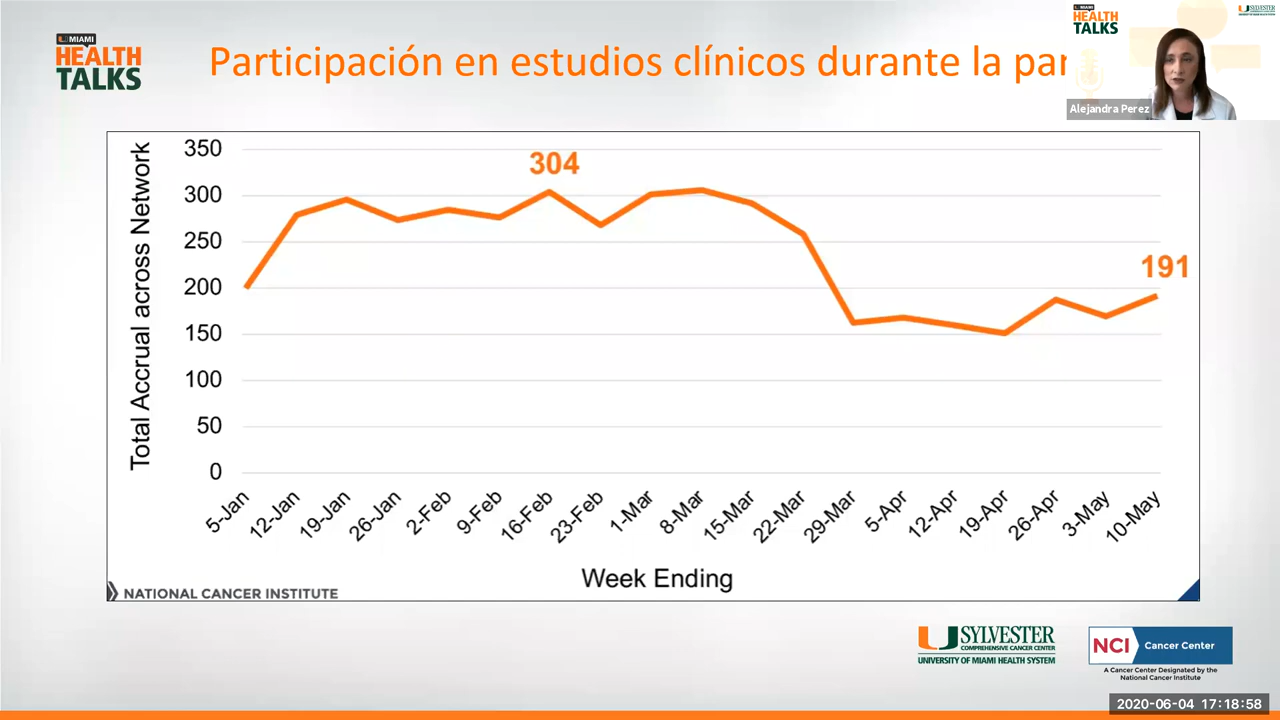 U MIAMI
HEALTH
TALKS
Participación en estudios clínicos durante la pan
HEALTH
TALKS
SYLVESTER
Alejandra Perez
Total Accrual across Network
350
300
250
200
150
100
50
0
304
191
5-Jan
12-Jan
19-Jan
26-Jan
2-Feb
9-Feb
16-Feb
23-Feb
1-Mar
8-Mar
15-Mar
22-Mar
29-Mar
5-Apr
12-Apr
19-Apr
26-Apr
3-May
10-May
Week Ending
NATIONAL CANCER INSTITUTE
SYLVESTER
COMPREHENSIVE CANCER CENTER
UNIVERSITY OF MIAMI HEALTH SYSTEM
NCI Cancer Center
A Cancer Center Designated by the
National Cancer Institute
2020-06-04 17:18:58